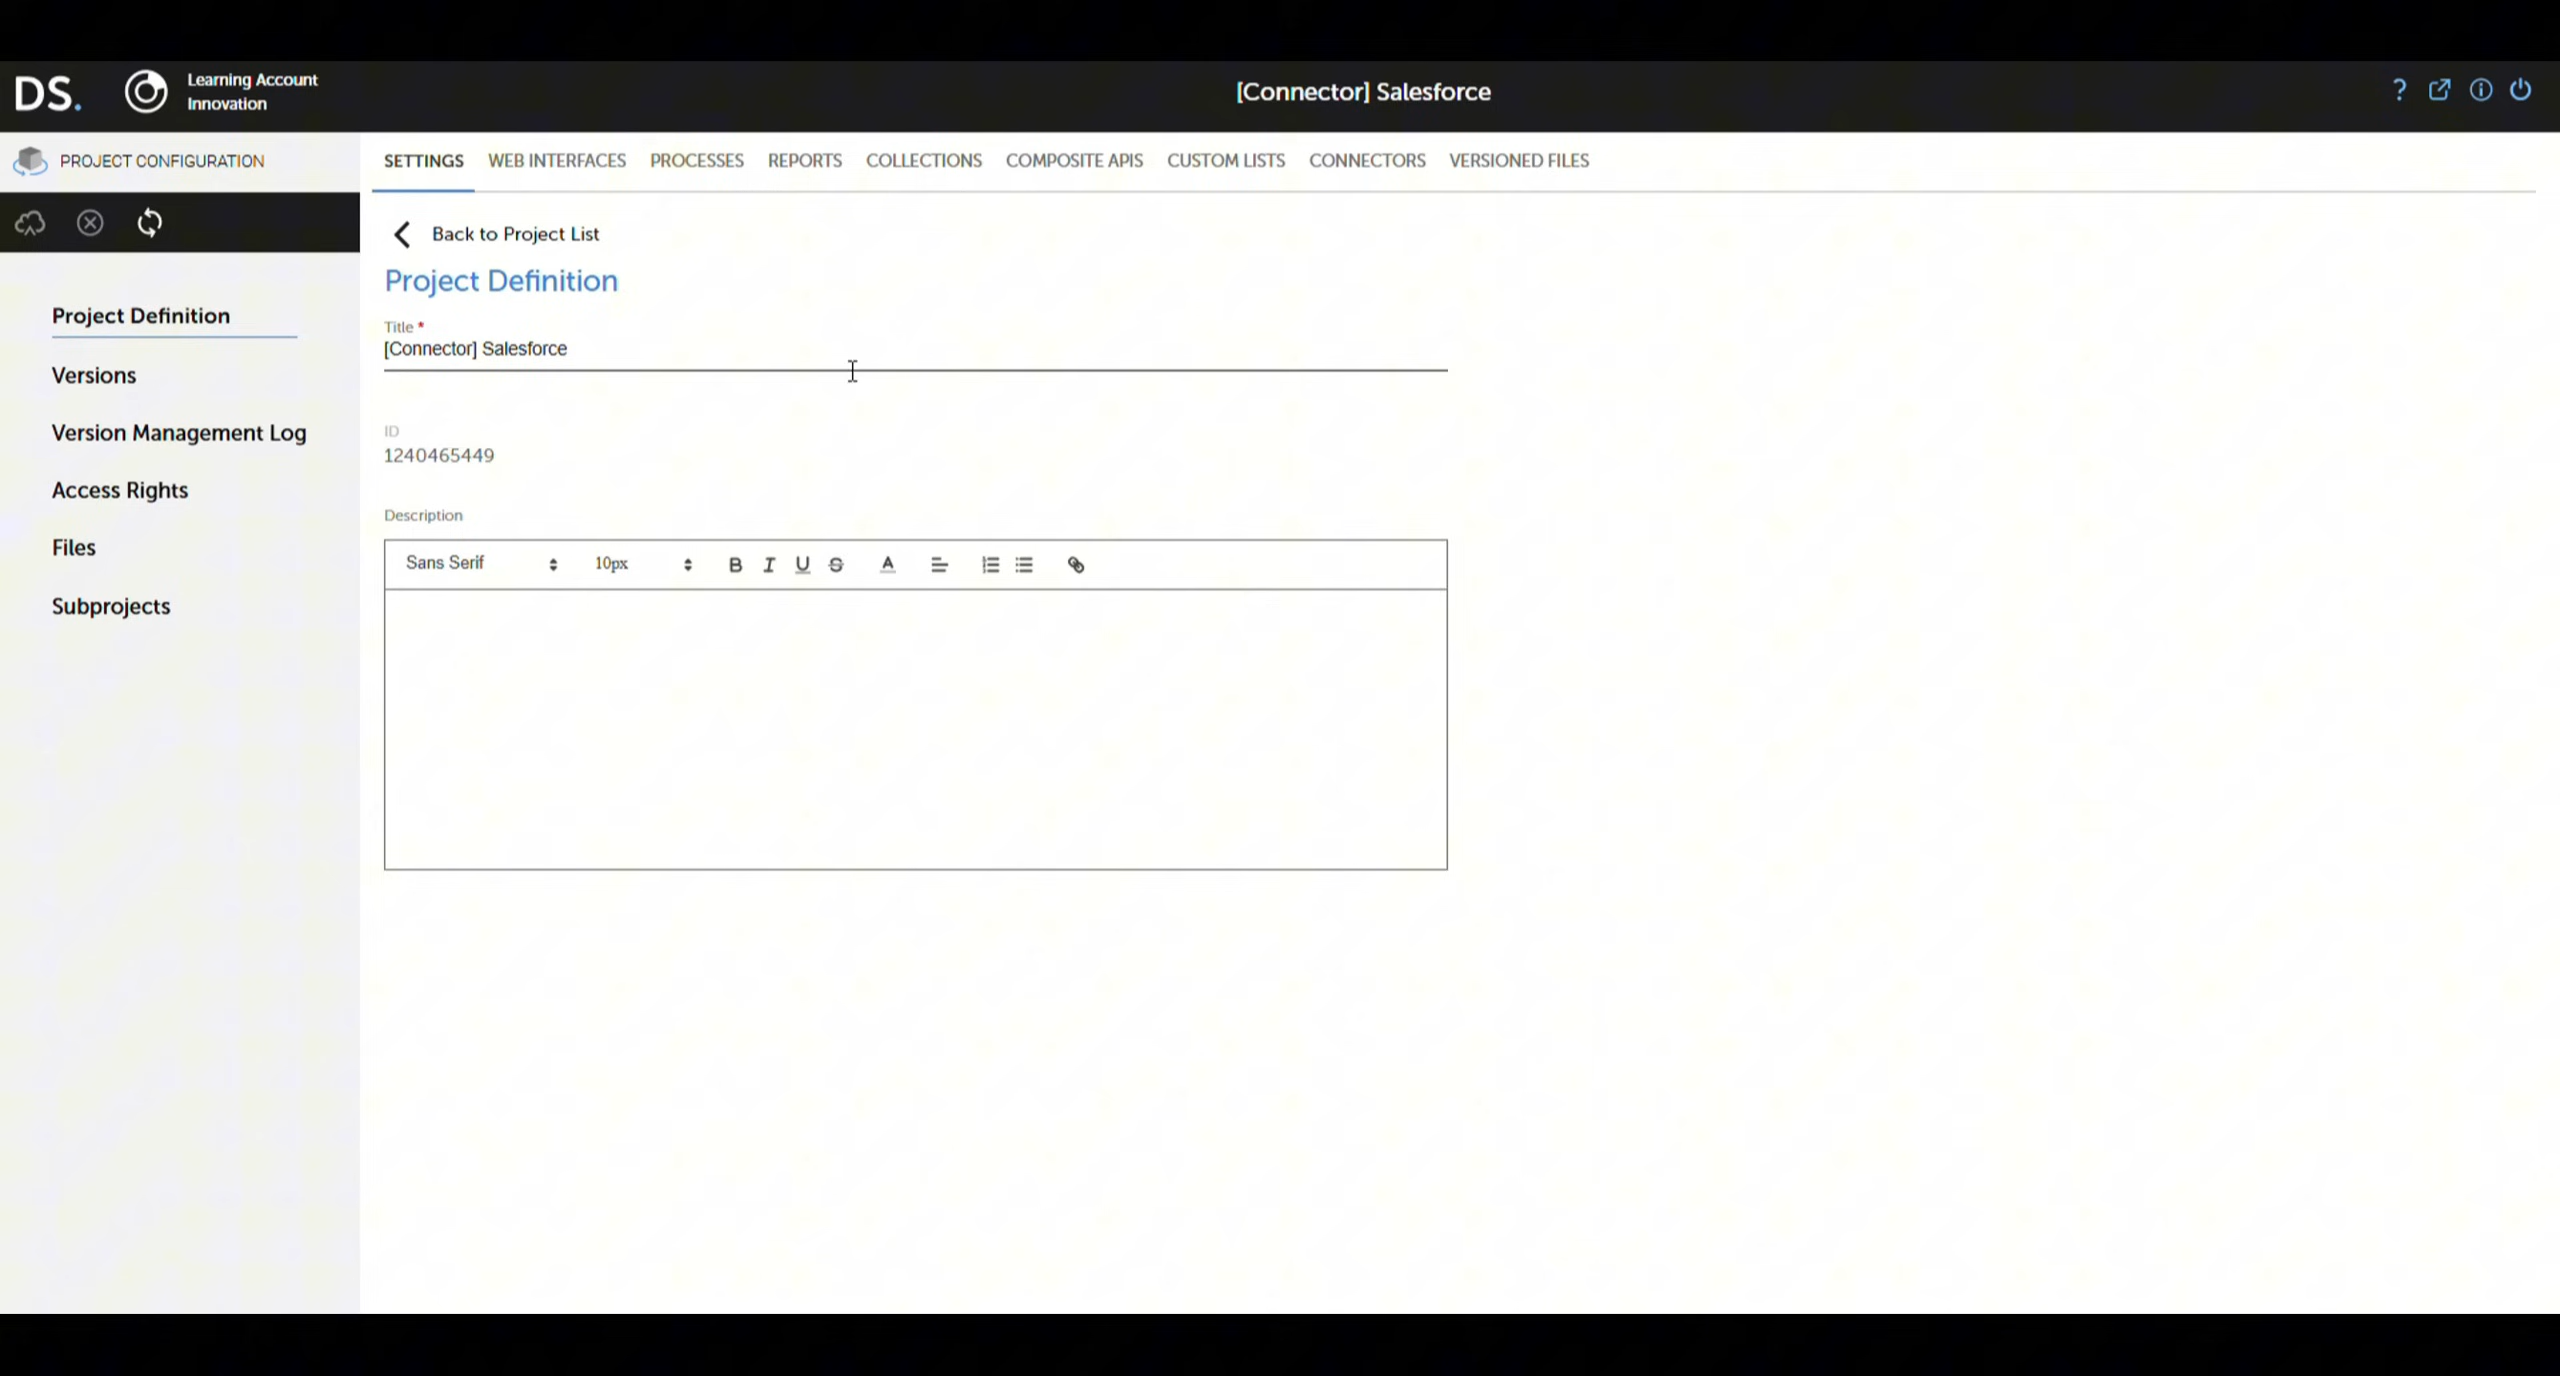 DS.
Learning Account
Innovation
[Connector] Salesforce
?
PROJECT CONFIGURATION
SETTINGS WEB INTERFACES PROCESSES REPORTS COLLECTIONS COMPOSITE APIS CUSTOM LISTS CONNECTORS VERSIONED FILES
Back to Project List
Project Definition
Title *
[Connector] Salesforce
ID
1240465449
Description
Sans Serif 10px B I U S A
Project Definition
Versions
Version Management Log
Access Rights
Files
Subprojects